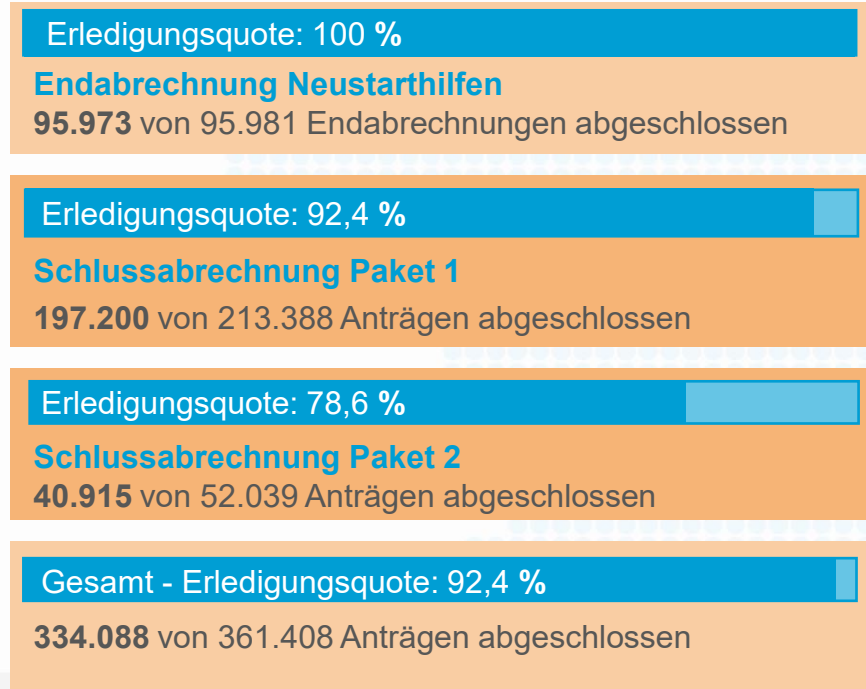 Erledigungsquote: 100 %
Endabrechnung Neustarthilfen
95.973 von 95.981 Endabrechnungen abgeschlossen
Erledigungsquote: 92,4 %
Schlussabrechnung Paket 1
197.200 von 213.388 Anträgen abgeschlossen
Erledigungsquote: 78,6 %
Schlussabrechnung Paket 2
40.915 von 52.039 Anträgen abgeschlossen
Gesamt - Erledigungsquote: 92,4 %
334.088 von 361.408 Anträgen abgeschlossen